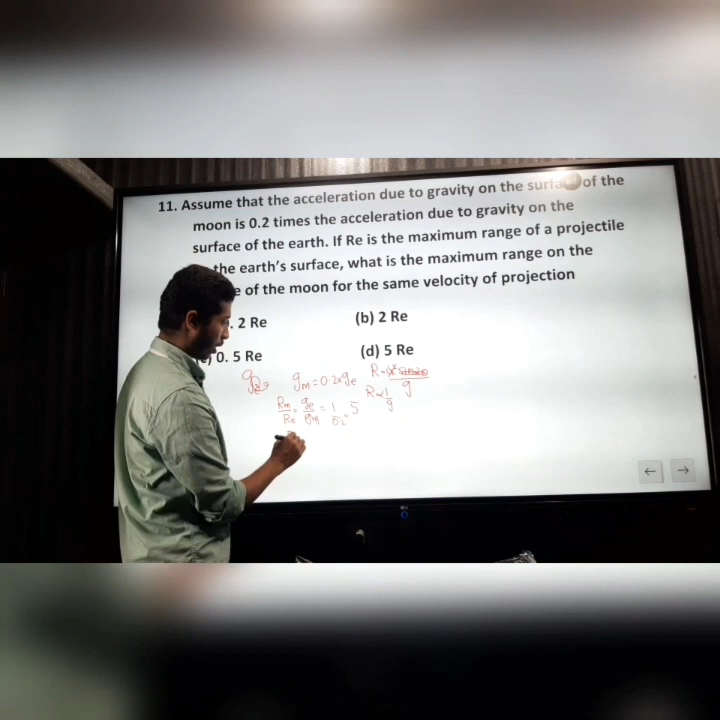 11. Assume that the acceleration due to gravity on the surface of the
moon is 0.2 times the acceleration due to gravity on the
surface of the earth. If Re is the maximum range of a projectile
the earth's surface, what is the maximum range on the
of the moon for the same velocity of projection
. 2 Re (b) 2 Re
0. 5 Re (d) 5 Re
gm = 0.2×ge R =
g
R∝1/g
Rm/Re = ge/gm = 1/0.2 = 5
← →